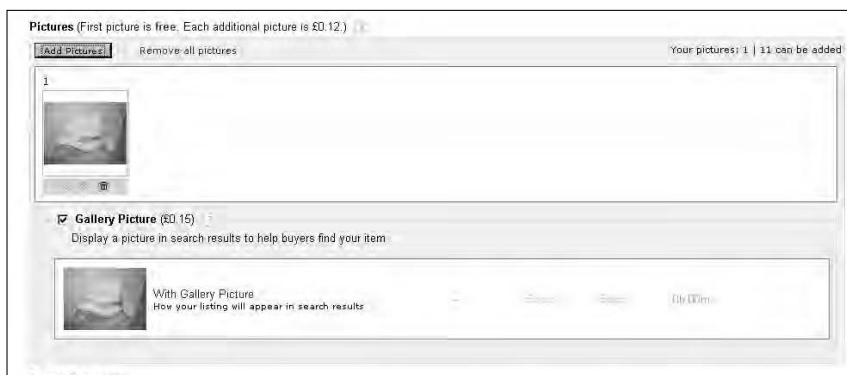 Pictures (First picture is free. Each additional picture is £0.12.)
Add Pictures Remove all pictures Your pictures: 1 | 11 can be added
1
Gallery Picture (£0.15)
Display a picture in search results to help buyers find your item
With Gallery Picture
How your listing will appear in search results